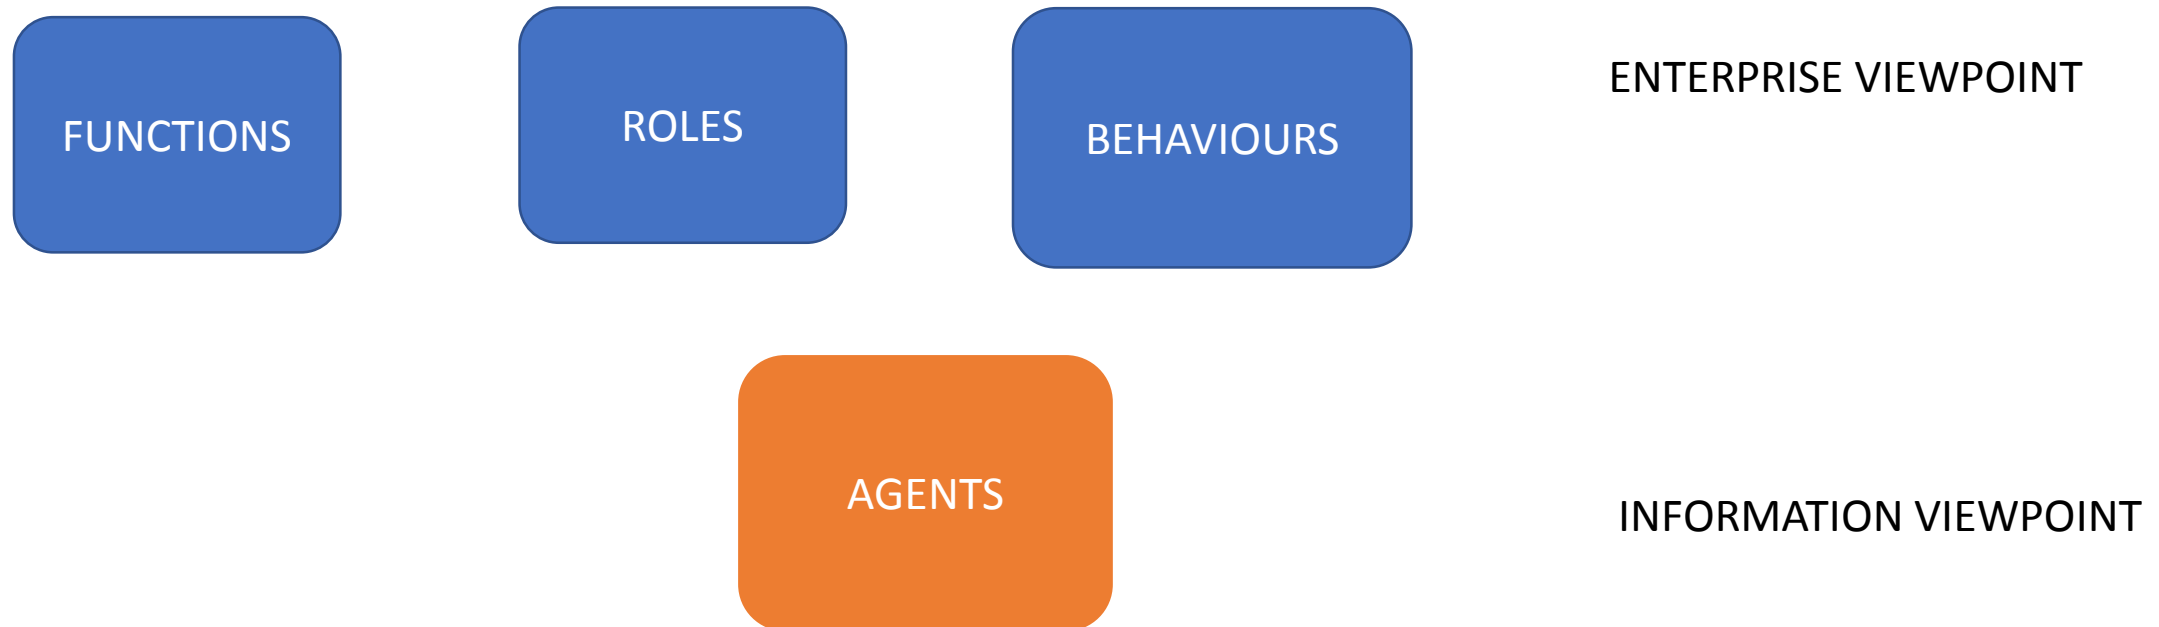 FUNCTIONS
ROLES
BEHAVIOURS
ENTERPRISE VIEWPOINT
AGENTS
INFORMATION VIEWPOINT